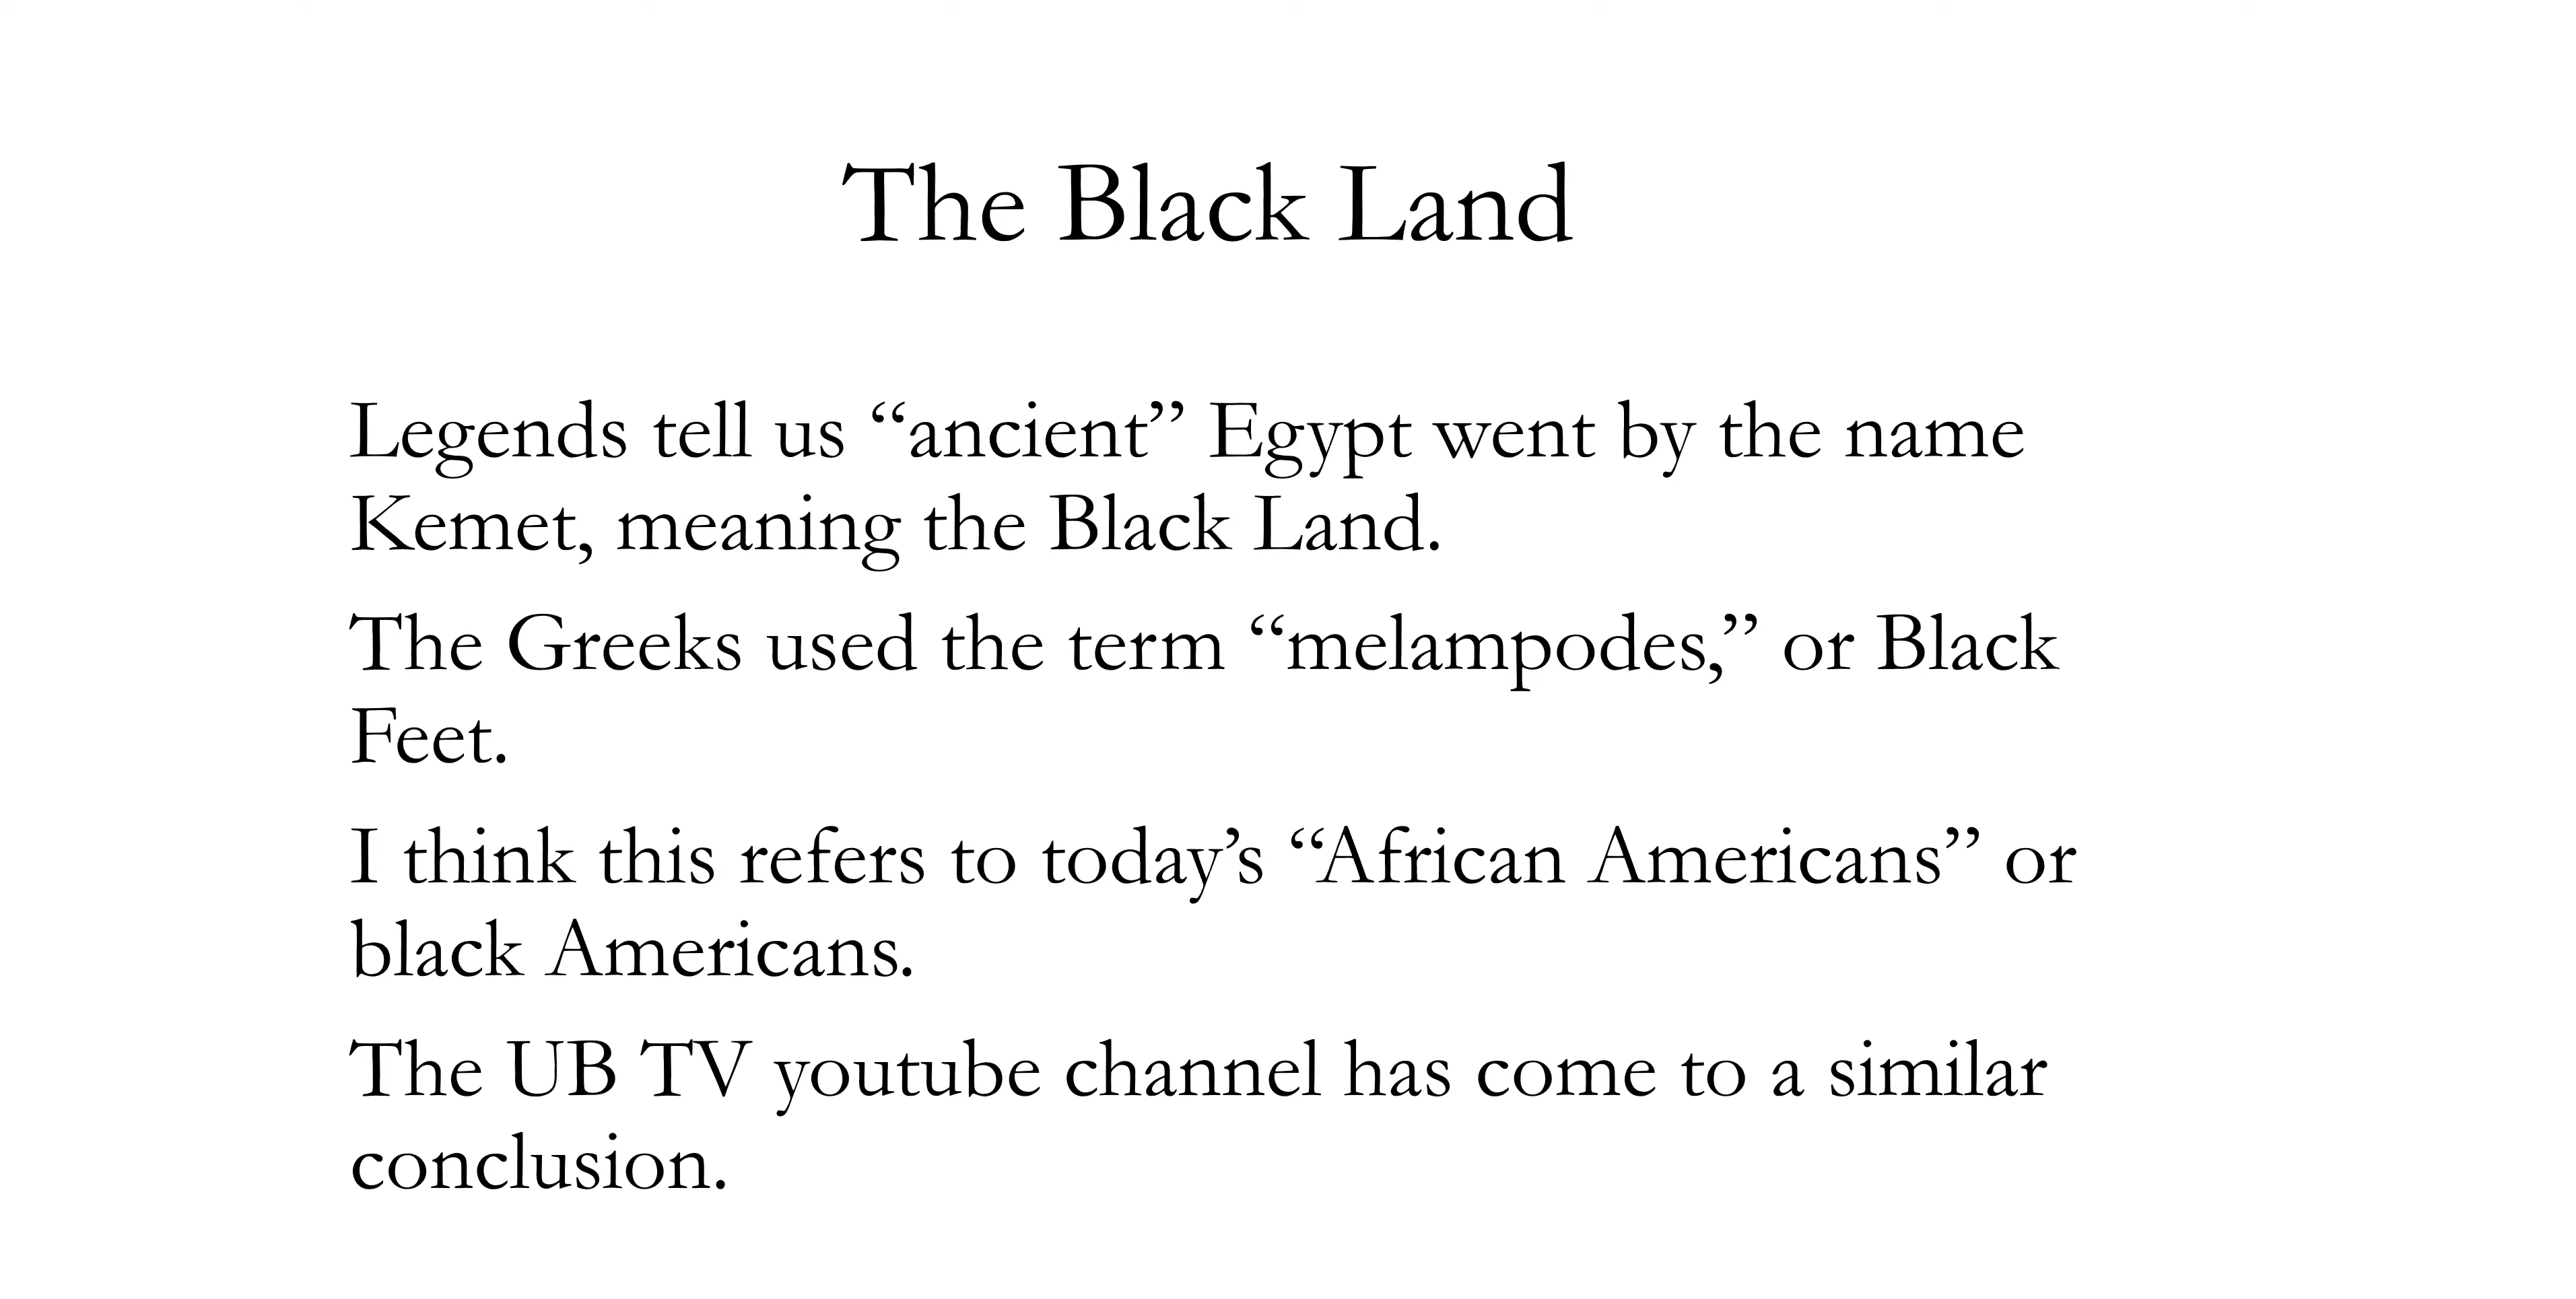 The Black Land
Legends tell us “ancient” Egypt went by the name
Kemet, meaning the Black Land.
The Greeks used the term “melampodes,” or Black
Feet.
I think this refers to today’s “African Americans” or
black Americans.
The UB TV youtube channel has come to a similar
conclusion.